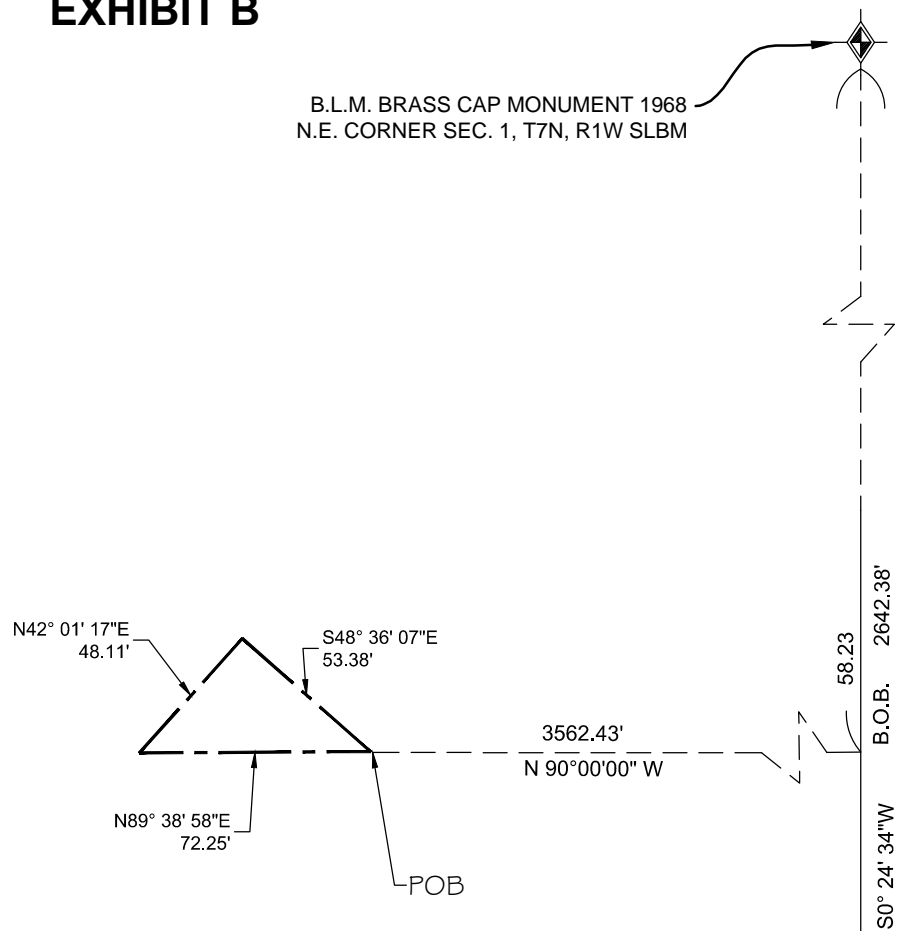 EXHIBIT B
B.L.M. BRASS CAP MONUMENT 1968
N.E. CORNER SEC. 1, T7N, R1W SLBM
N42° 01' 17"E
48.11'
S48° 36' 07"E
53.38'
N89° 38' 58"E
72.25'
POB
3562.43'
N 90°00'00" W
58.23
B.O.B. 2642.38'
S0° 24' 34"W